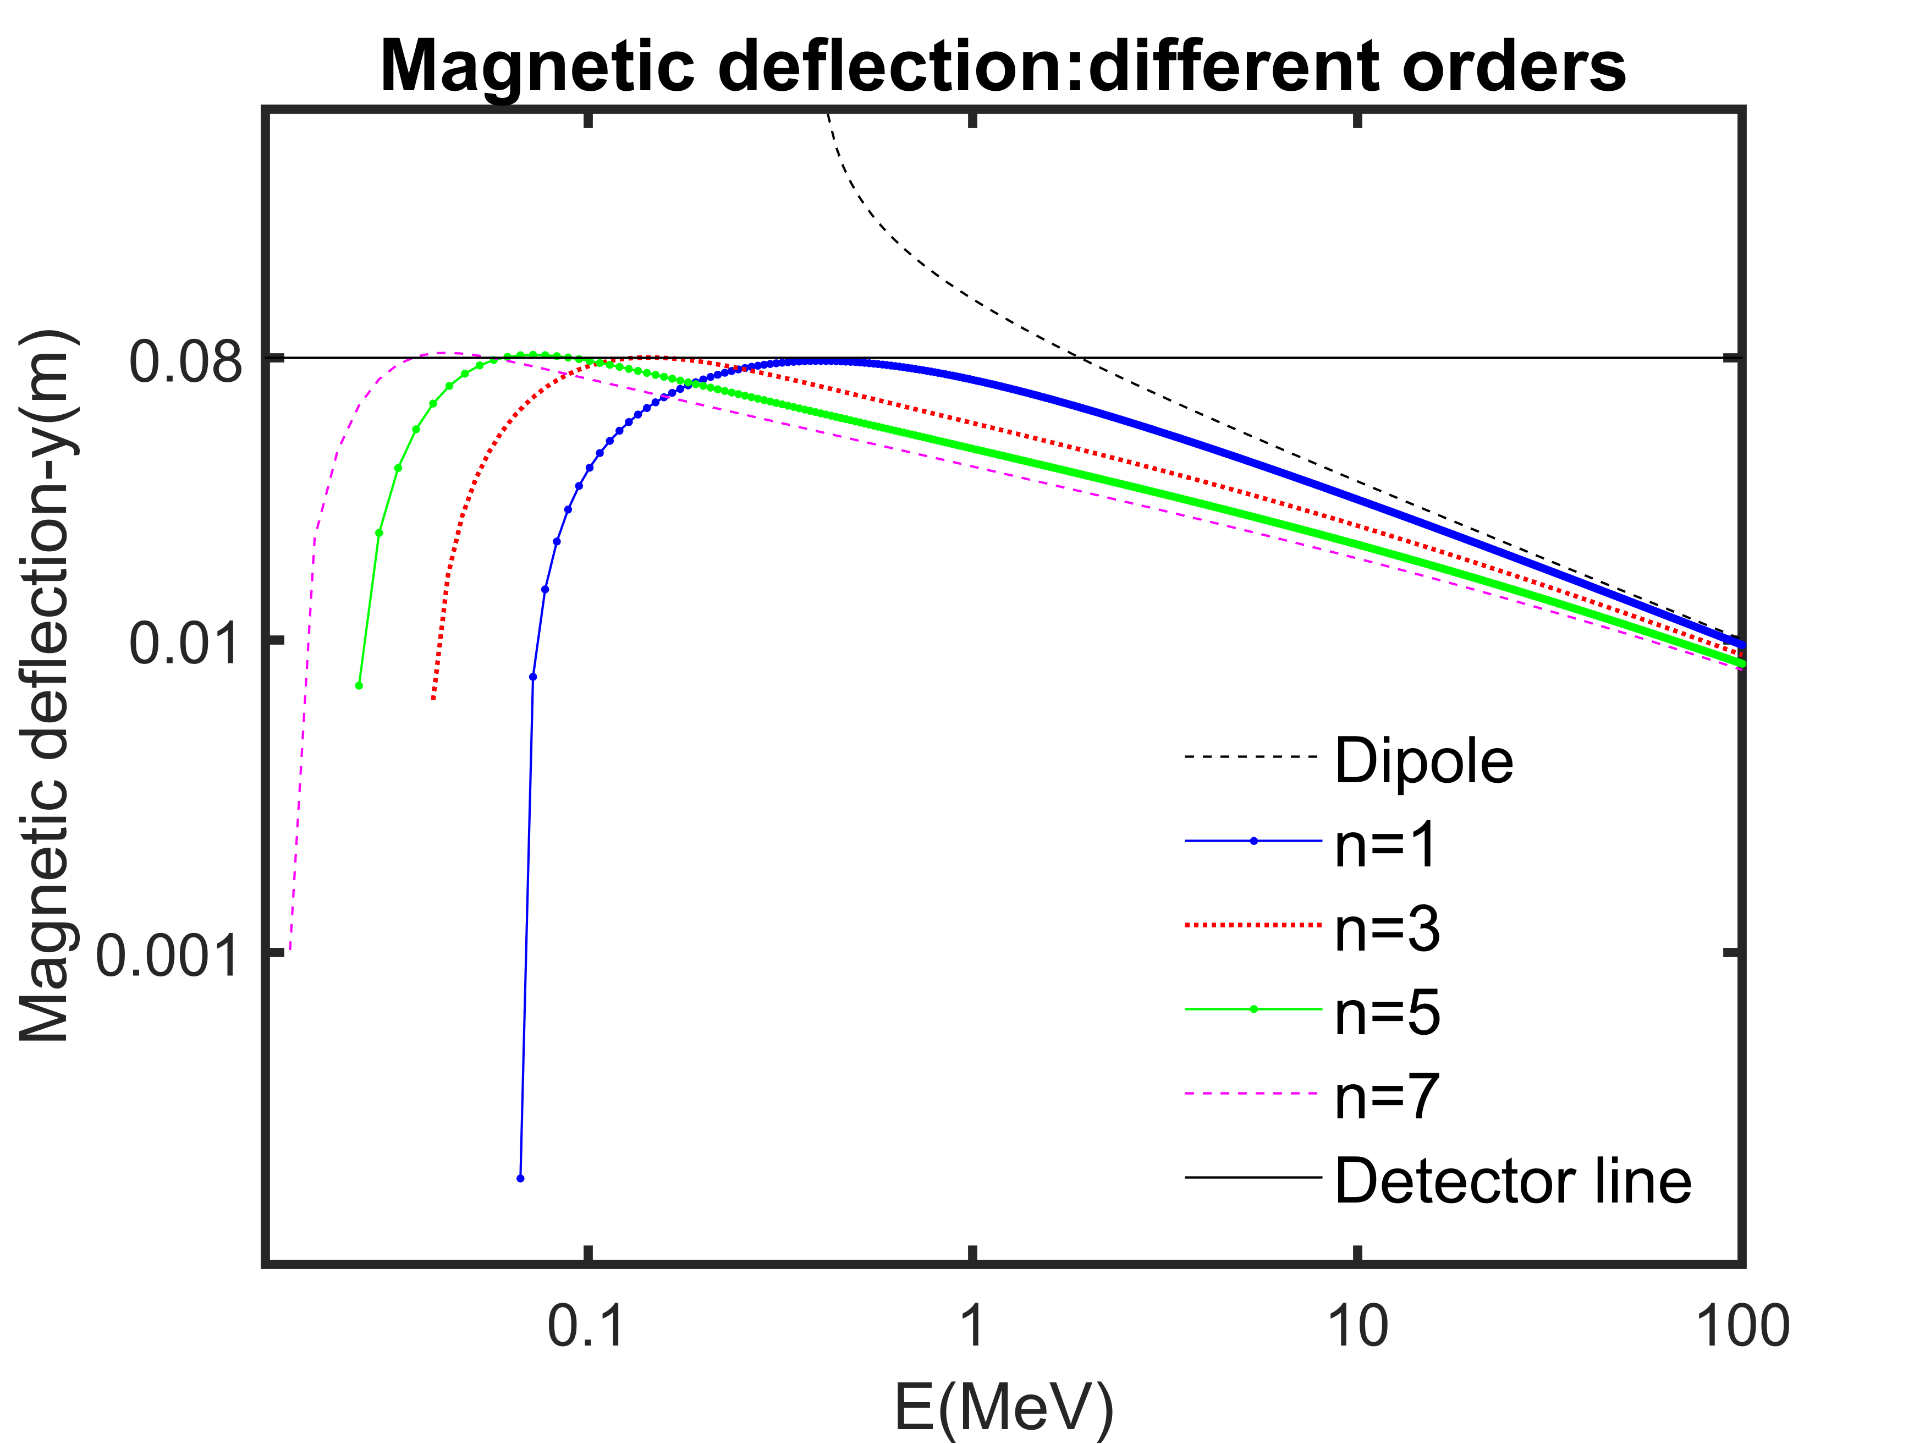 Magnetic deflection:different orders
Magnetic deflection-y(m)
0.08
0.01
0.001
Dipole
n=1
n=3
n=5
n=7
Detector line
0.1
1
10
100
E(MeV)